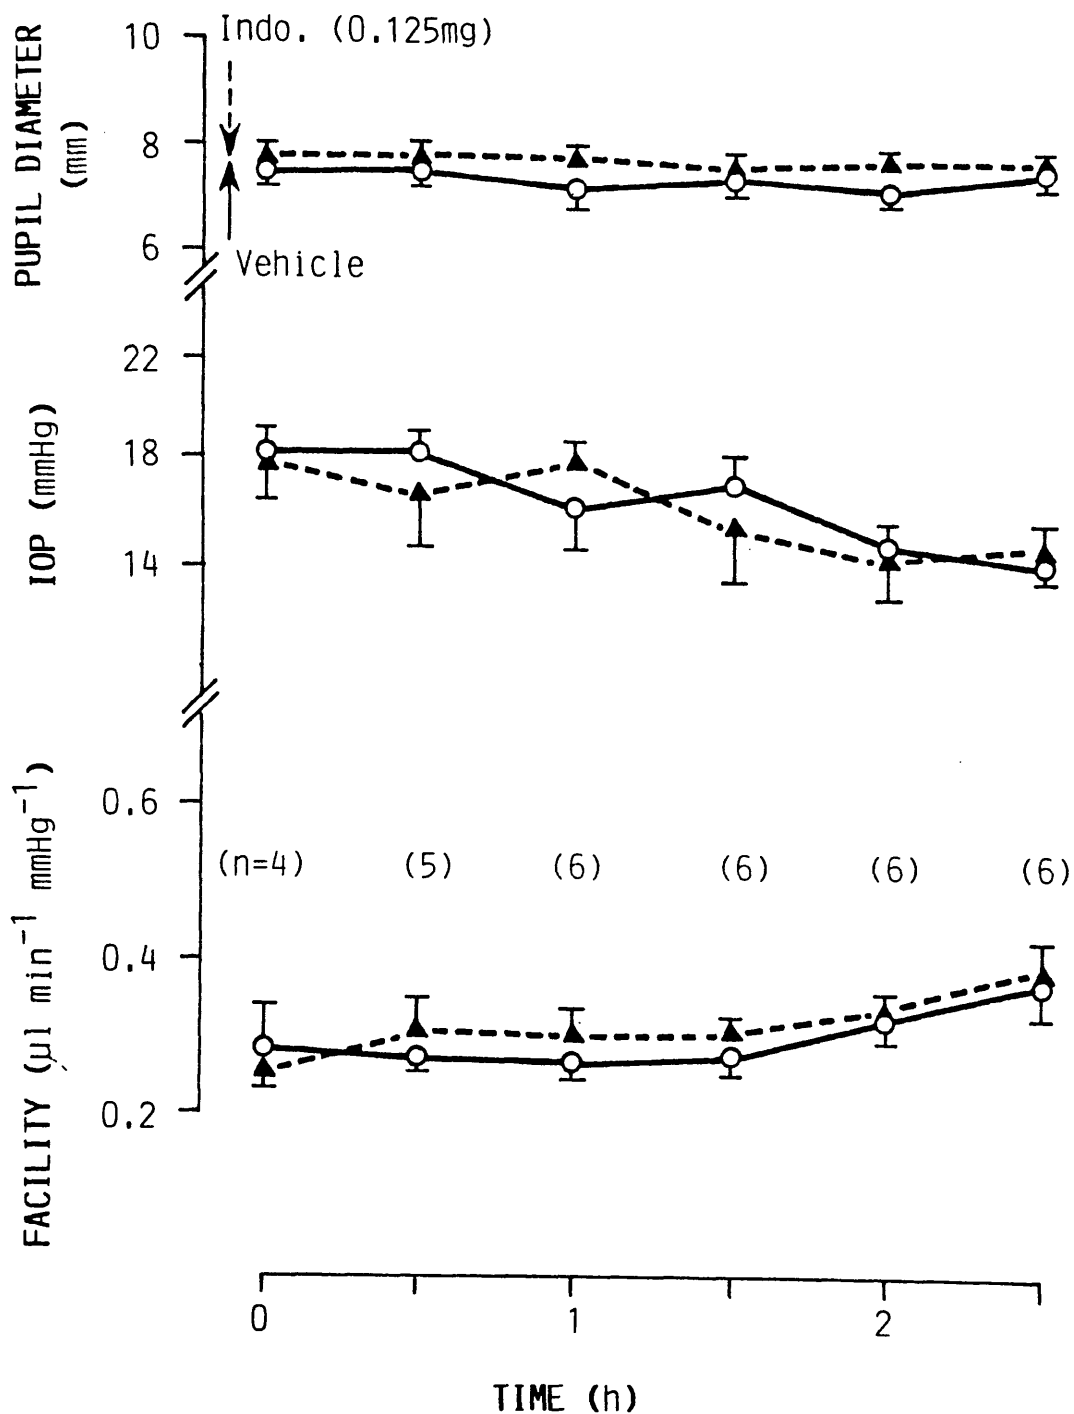 PUPIL DIAMETER
(mm)
10
8
6
Indo. (0.125mg)
Vehicle
IOP (mmHg)
22
18
14
FACILITY (µl min⁻¹ mmHg⁻¹)
0.6
0.4
0.2
(n=4) (5) (6) (6) (6) (6)
0 1 2
TIME (h)